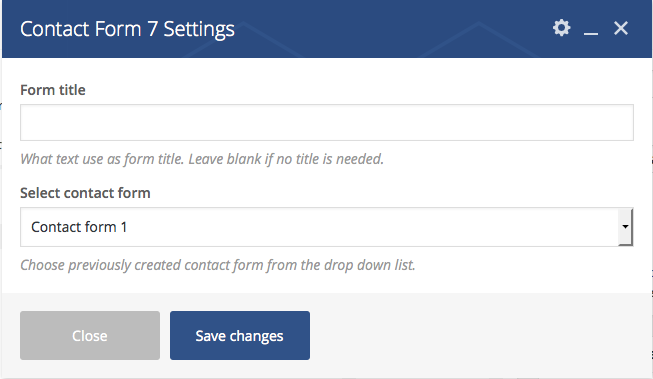 Contact Form 7 Settings
Form title
What text use as form title. Leave blank if no title is needed.
Select contact form
Contact form 1
Choose previously created contact form from the drop down list.
Close
Save changes